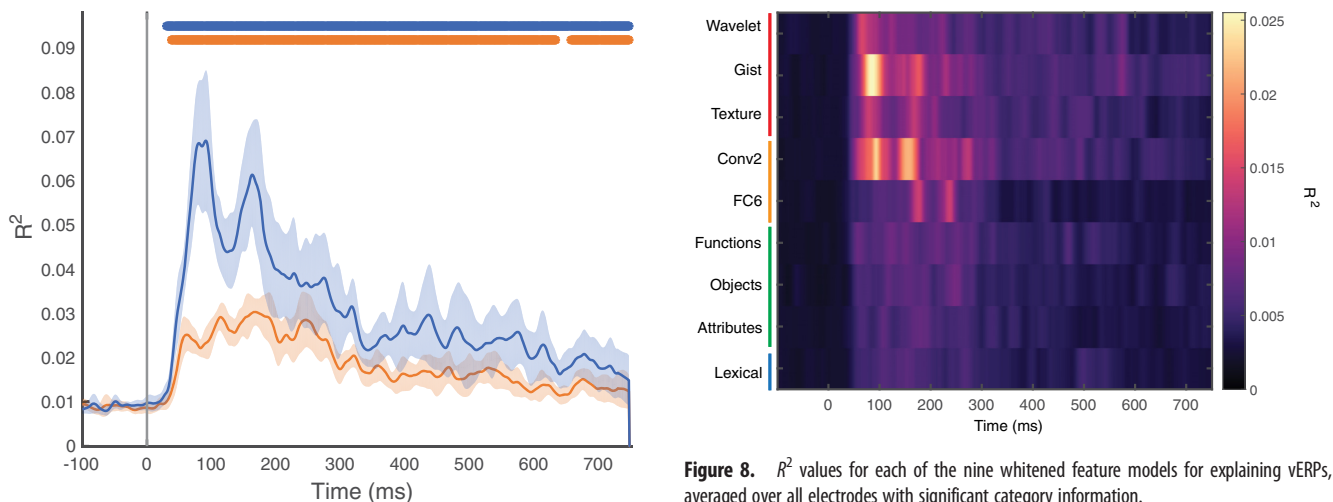 0.09
0.08
0.07
0.06
0.05
0.04
0.03
0.02
0.01
0
R²
-100 0 100 200 300 400 500 600 700
Time (ms)
Wavelet
Gist
Texture
Conv2
FC6
Functions
Objects
Attributes
Lexical
0 100 200 300 400 500 600 700
Time (ms)
0.025
0.02
0.015
0.01
0.005
0
R²
Figure 8. R² values for each of the nine whitened feature models for explaining vERPs,
averaged over all electrodes with significant category information.